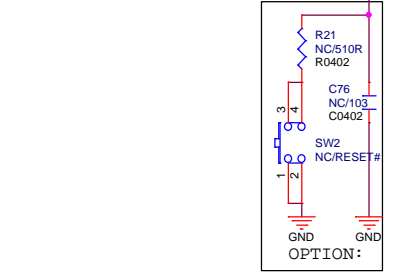 R21
NC/510R
R0402
C76
NC/103
C0402
3 4
SW2
NC/RESET#
1 2
GND GND
OPTION: